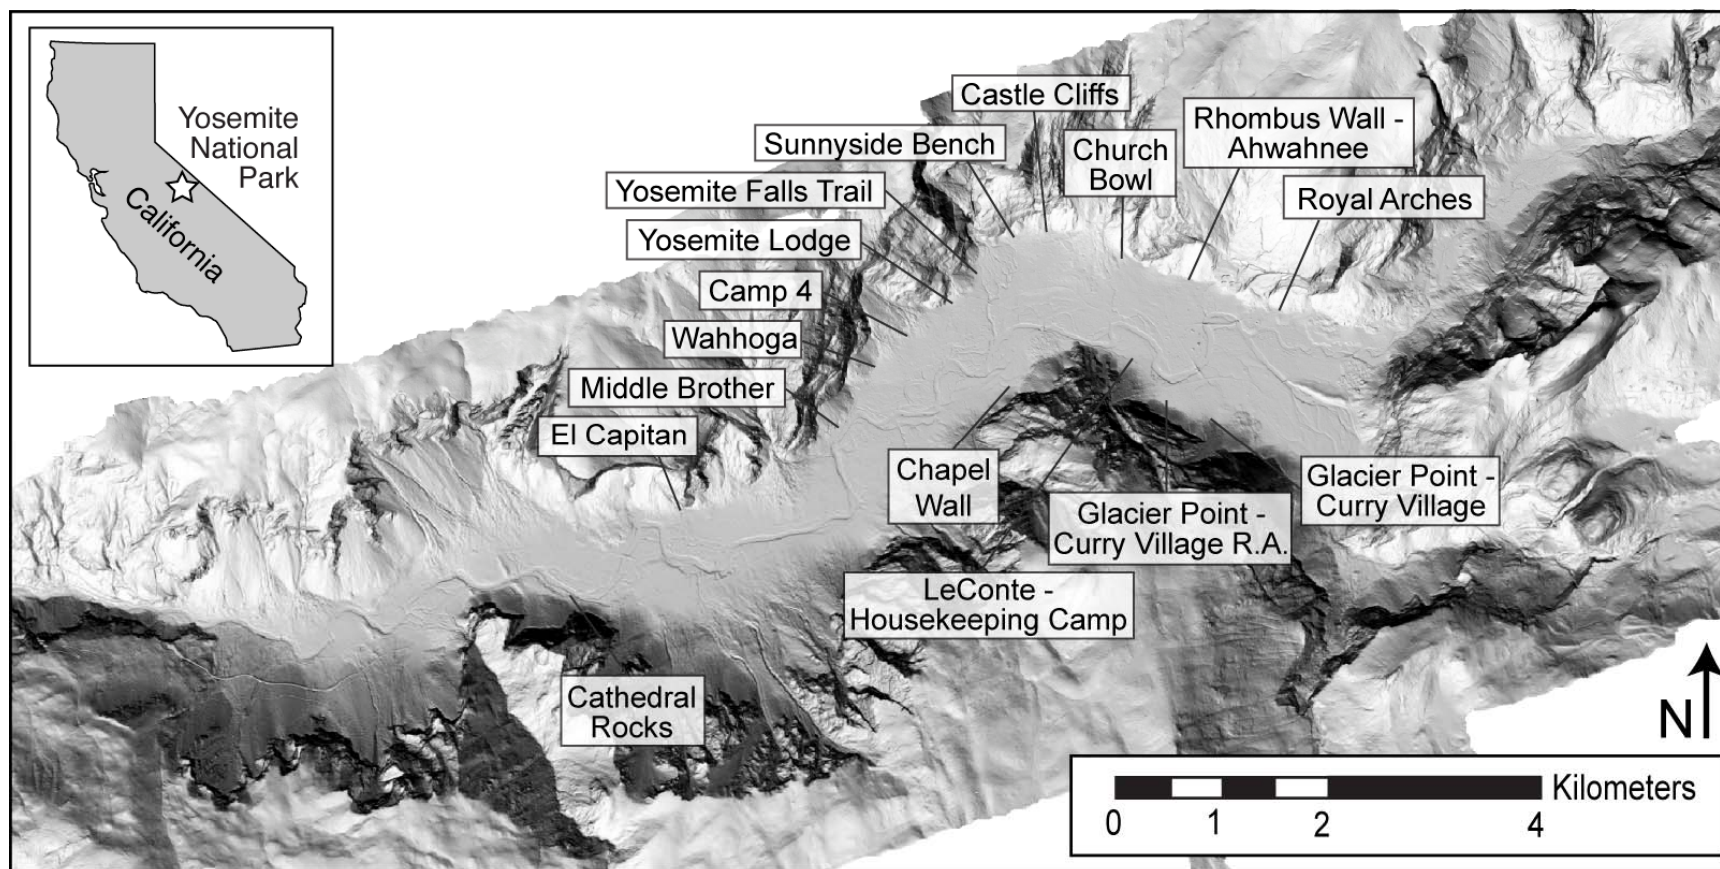 Yosemite
National
Park
California
Castle Cliffs
Sunnyside Bench
Church
Bowl
Rhombus Wall -
Ahwahnee
Yosemite Falls Trail
Royal Arches
Yosemite Lodge
Camp 4
Wahhoga
Middle Brother
El Capitan
Chapel
Wall
Glacier Point -
Curry Village R.A.
Glacier Point -
Curry Village
LeConte -
Housekeeping Camp
Cathedral
Rocks
N
Kilometers
0 1 2 4